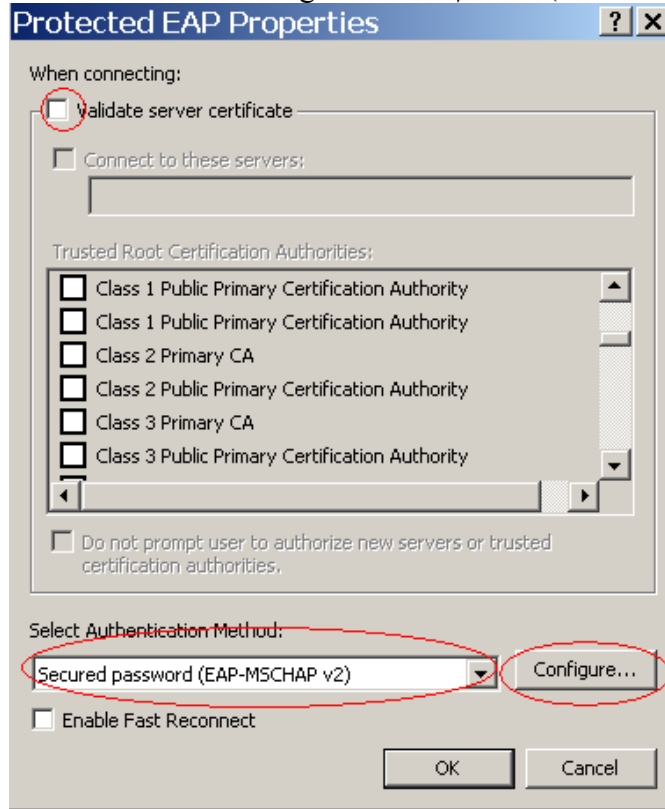 Protected EAP Properties
When connecting:
Validate server certificate
Connect to these servers:
Trusted Root Certification Authorities:
Class 1 Public Primary Certification Authority
Class 1 Public Primary Certification Authority
Class 2 Primary CA
Class 2 Public Primary Certification Authority
Class 3 Primary CA
Class 3 Public Primary Certification Authority
Do not prompt user to authorize new servers or trusted
certification authorities.
Select Authentication Method:
Secured password (EAP-MSCHAP v2)
Configure...
Enable Fast Reconnect
OK
Cancel